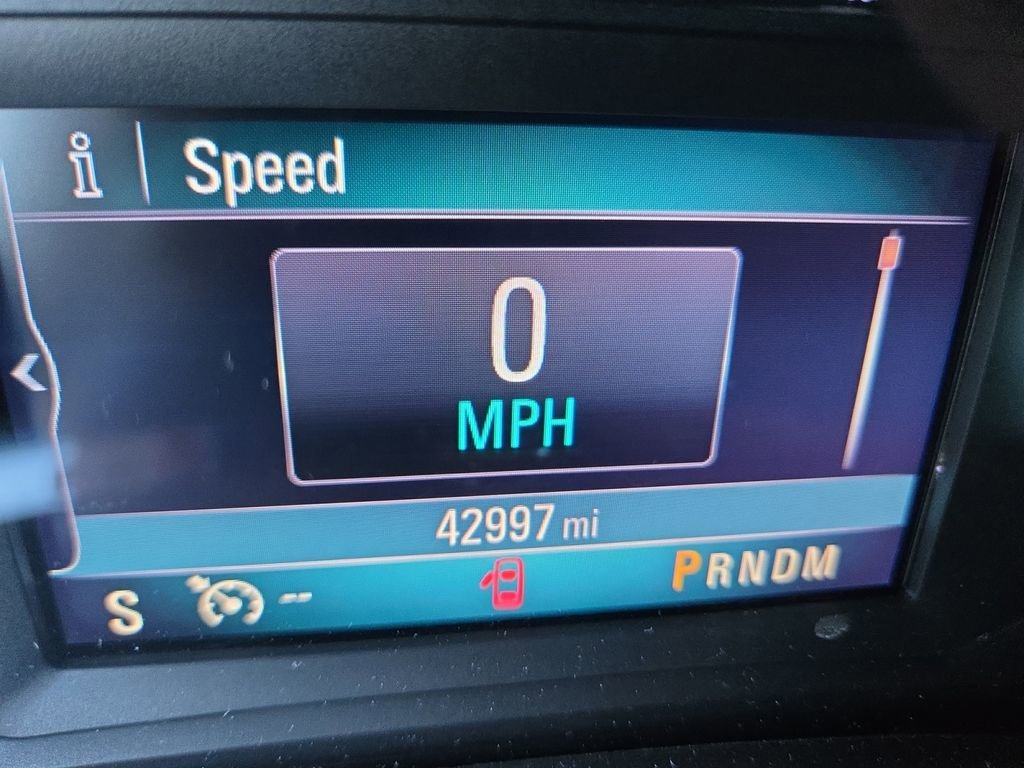 i Speed
0
MPH
42997 mi
S -- PRNDM